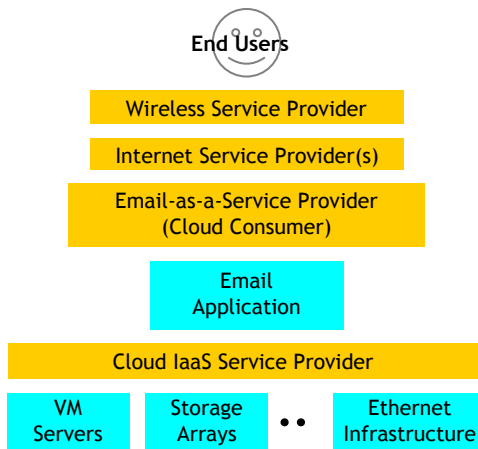 End Users
Wireless Service Provider
Internet Service Provider(s)
Email-as-a-Service Provider
(Cloud Consumer)
Email
Application
Cloud IaaS Service Provider
VM
Servers
Storage
Arrays
Ethernet
Infrastructure